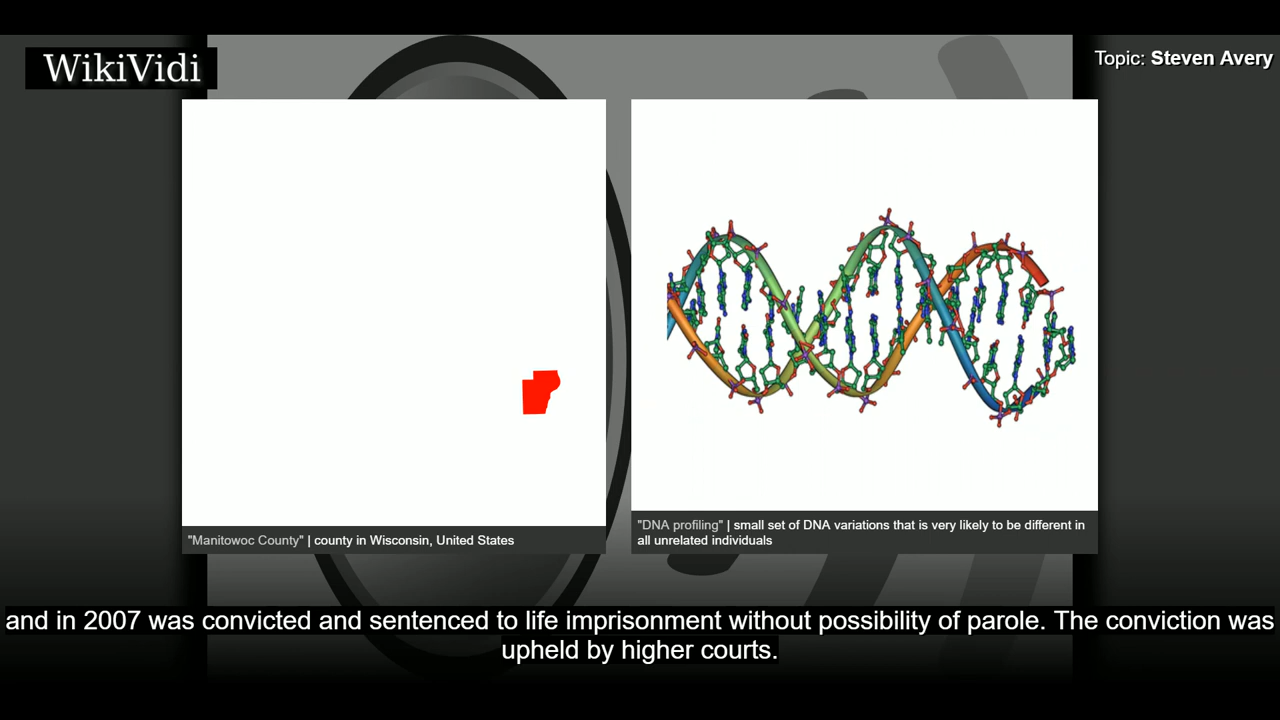 WikiVidi
Topic: Steven Avery
"Manitowoc County" | county in Wisconsin, United States
"DNA profiling" | small set of DNA variations that is very likely to be different in
all unrelated individuals
and in 2007 was convicted and sentenced to life imprisonment without possibility of parole. The conviction was
upheld by higher courts.